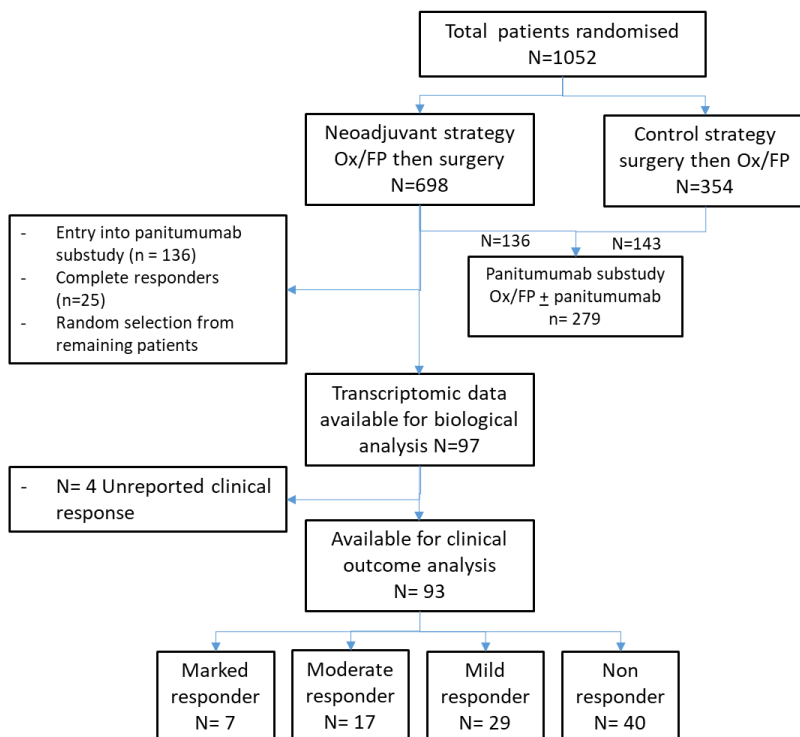 Total patients randomised
N=1052
Neoadjuvant strategy
Ox/FP then surgery
N=698
Control strategy
surgery then Ox/FP
N=354
- Entry into panitumumab
substudy (n = 136)
- Complete responders
(n=25)
- Random selection from
remaining patients
N=136
N=143
Panitumumab substudy
Ox/FP + panitumumab
n= 279
Transcriptomic data
available for biological
analysis N=97
- N= 4 Unreported clinical
response
Available for clinical
outcome analysis
N= 93
Marked
responder
N= 7
Moderate
responder
N= 17
Mild
responder
N= 29
Non
responder
N= 40